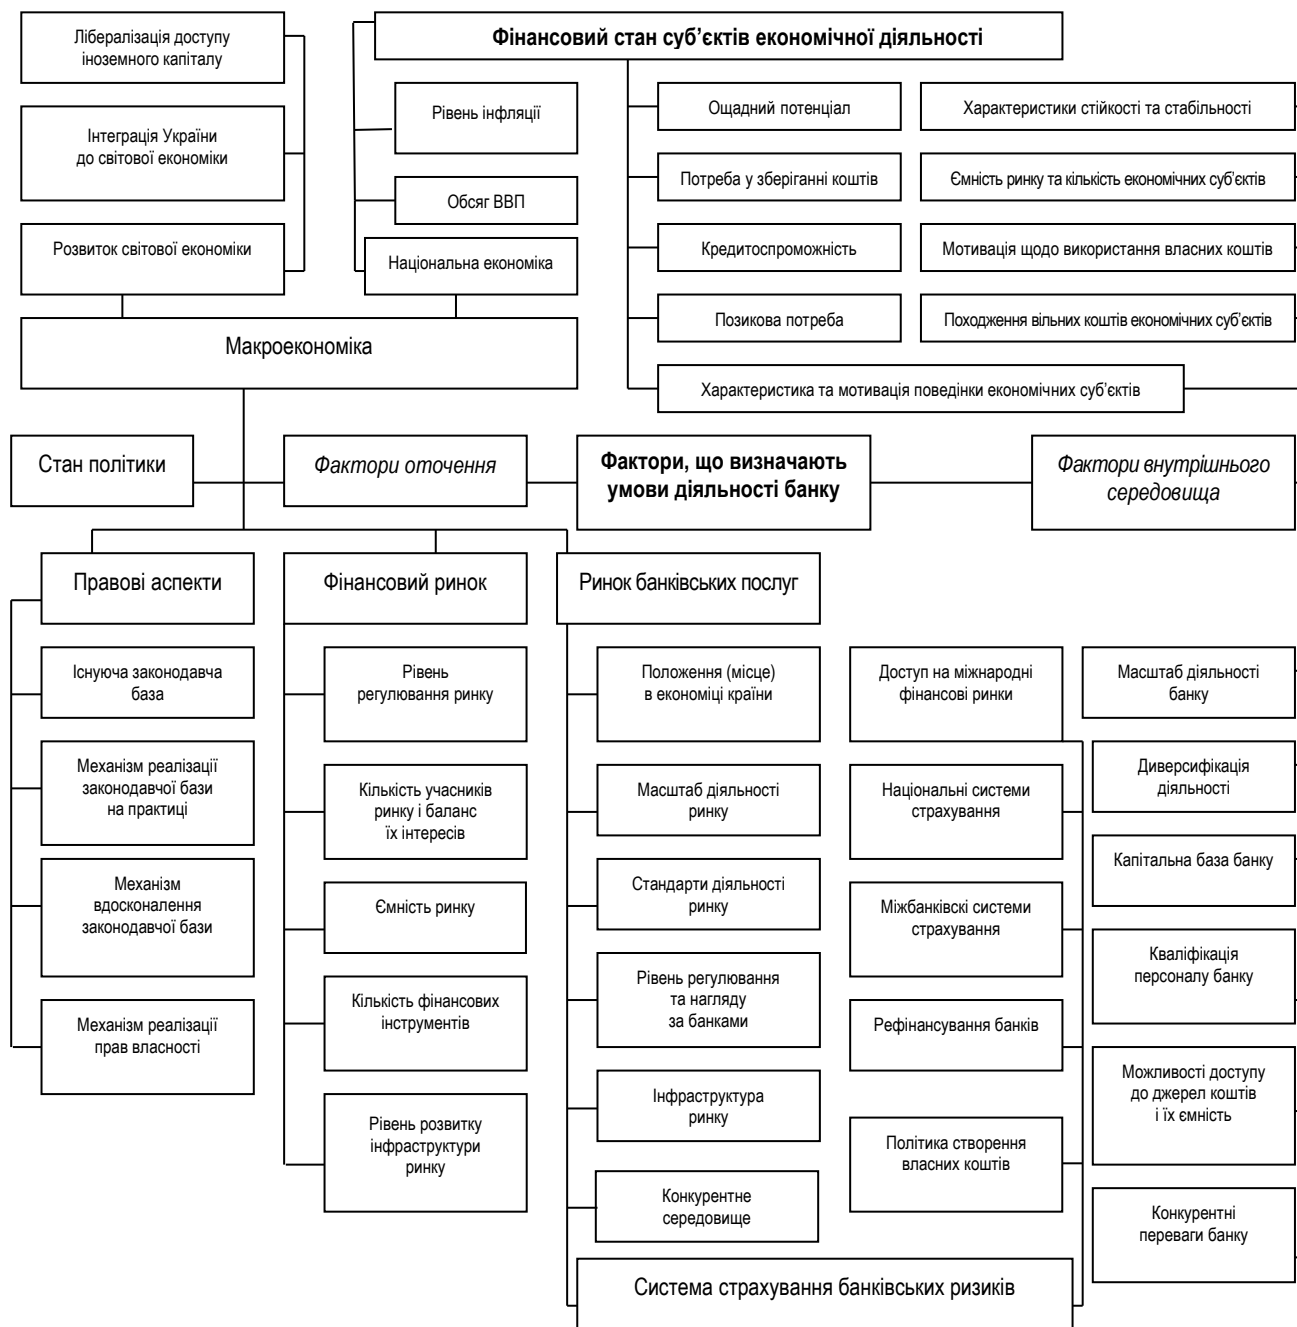 Лібералізація доступу
іноземного капіталу
Інтеграція України
до світової економіки
Розвиток світової економіки
Фінансовий стан суб’єктів економічної діяльності
Рівень інфляції
Обсяг ВВП
Національна економіка
Макроекономіка
Ощадний потенціал
Характеристики стійкості та стабільності
Потреба у зберіганні коштів
Ємність ринку та кількість економічних суб’єктів
Кредитоспроможність
Мотивація щодо використання власних коштів
Позикова потреба
Походження вільних коштів економічних суб’єктів
Характеристика та мотивація поведінки економічних суб’єктів
Стан політики
Фактори оточення
Фактори, що визначають
умови діяльності банку
Фактори внутрішнього
середовища
Правові аспекти
Існуюча законодавча
база
Механізм реалізації
законодавчої бази
на практиці
Механізм
вдосконалення
законодавчої бази
Механізм реалізації
прав власності
Фінансовий ринок
Рівень
регулювання ринку
Кількість учасників
ринку і баланс
їх інтересів
Ємність ринку
Кількість фінансових
інструментів
Рівень розвитку
інфраструктури
ринку
Ринок банківських послуг
Положення (місце)
в економіці країни
Масштаб діяльності
ринку
Стандарти діяльності
ринку
Рівень регулювання
та нагляду
за банками
Інфраструктура
ринку
Конкурентне
середовище
Система страхування банківських ризиків
Доступ на міжнародні
фінансові ринки
Національні системи
страхування
Міжбанківскі системи
страхування
Рефінансування банків
Політика створення
власних коштів
Масштаб діяльності
банку
Диверсифікація
діяльності
Капітальна база банку
Кваліфікація
персоналу банку
Можливості доступу
до джерел коштів
і їх ємність
Конкурентні
переваги банку